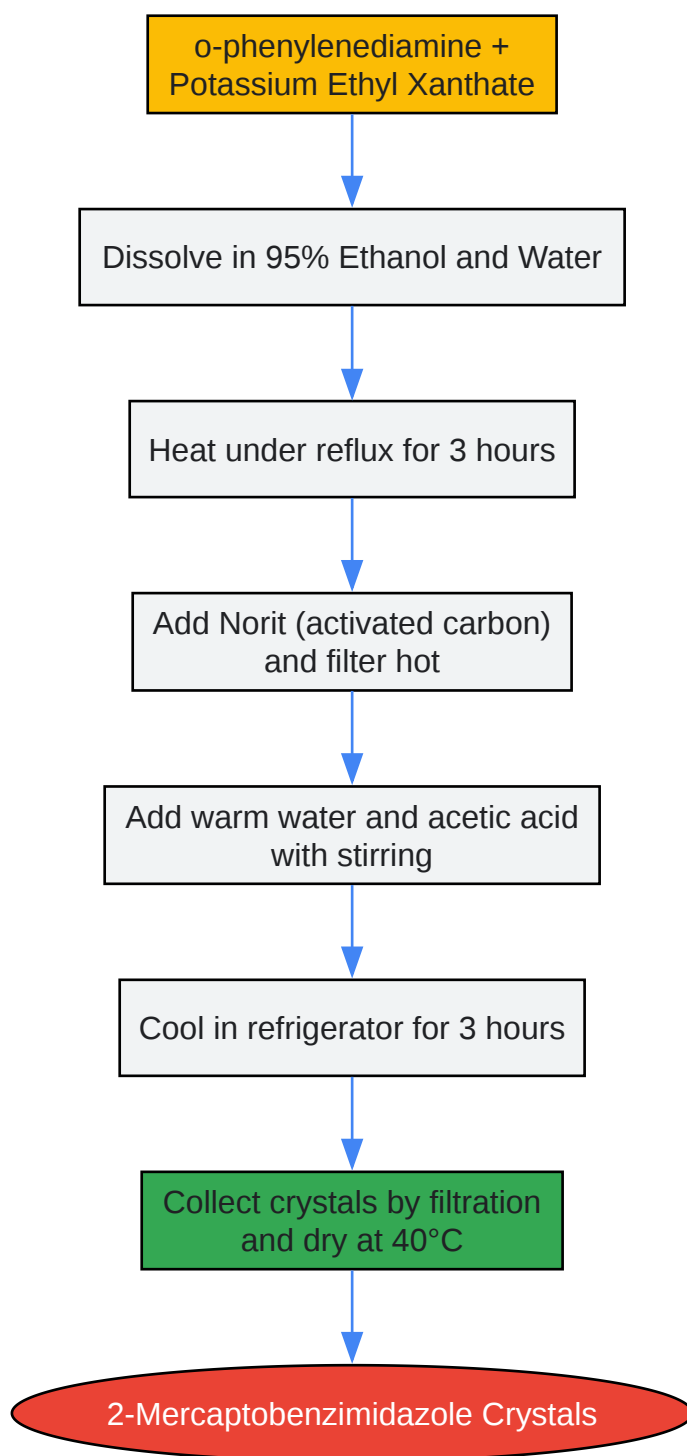 o-phenylenediamine +
Potassium Ethyl Xanthate
Dissolve in 95% Ethanol and Water
Heat under reflux for 3 hours
Add Norit (activated carbon)
and filter hot
Add warm water and acetic acid
with stirring
Cool in refrigerator for 3 hours
Collect crystals by filtration
and dry at 40°C
2-Mercaptobenzimidazole Crystals